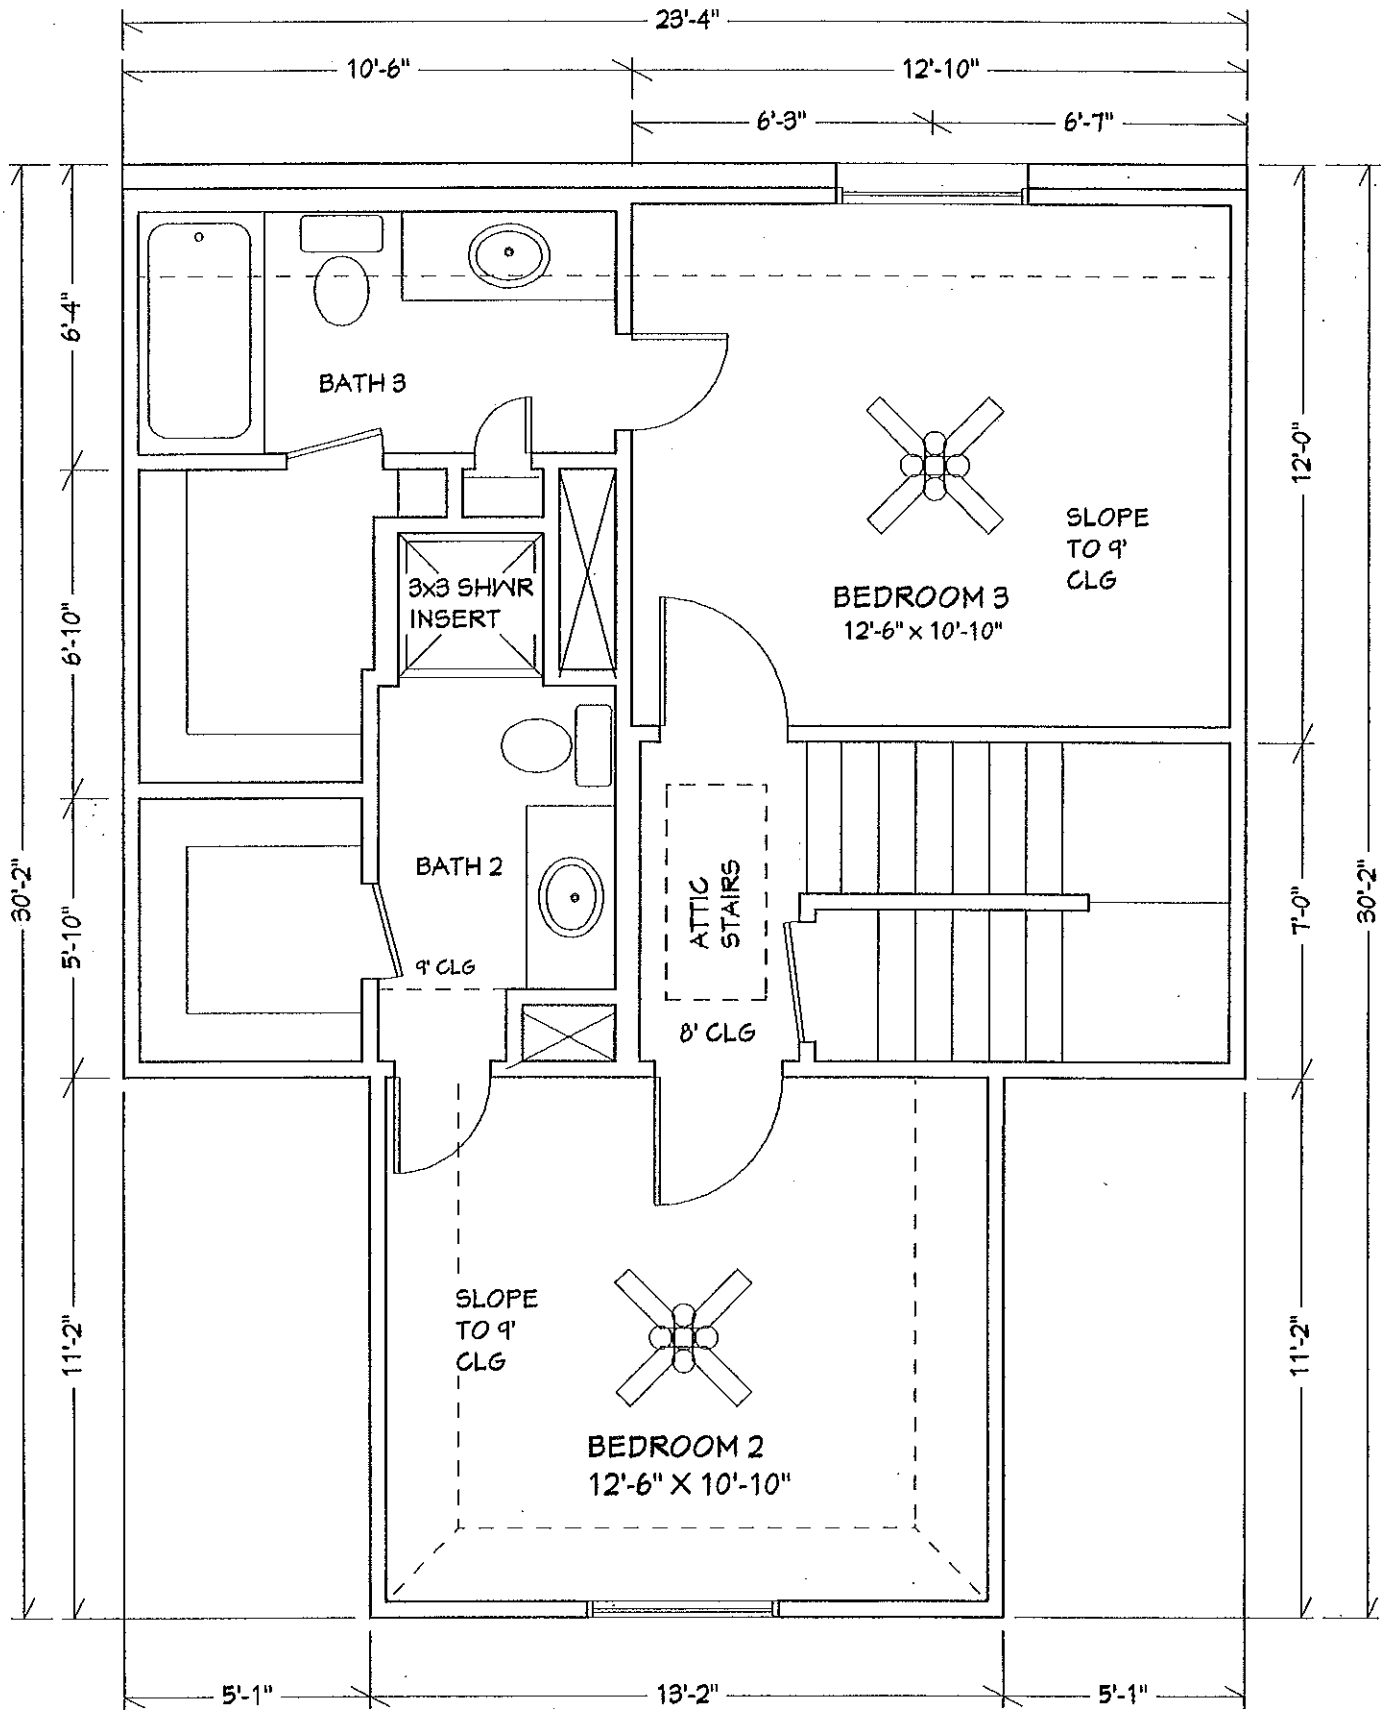 23'-4"
10'-6"
12'-10"
6'-3"
6'-7"
6'-4"
BATH 3
12'-0"
SLOPE
TO 9'
CLG
3x3 SHWR
INSERT
BEDROOM 3
12'-6" x 10'-10"
6'-10"
30'-2"
5'-10"
BATH 2
9' CLG
ATTIC
STAIRS
8' CLG
7'-0"
30'-2"
11'-2"
SLOPE
TO 9'
CLG
11'-2"
BEDROOM 2
12'-6" X 10'-10"
5'-1"
13'-2"
5'-1"